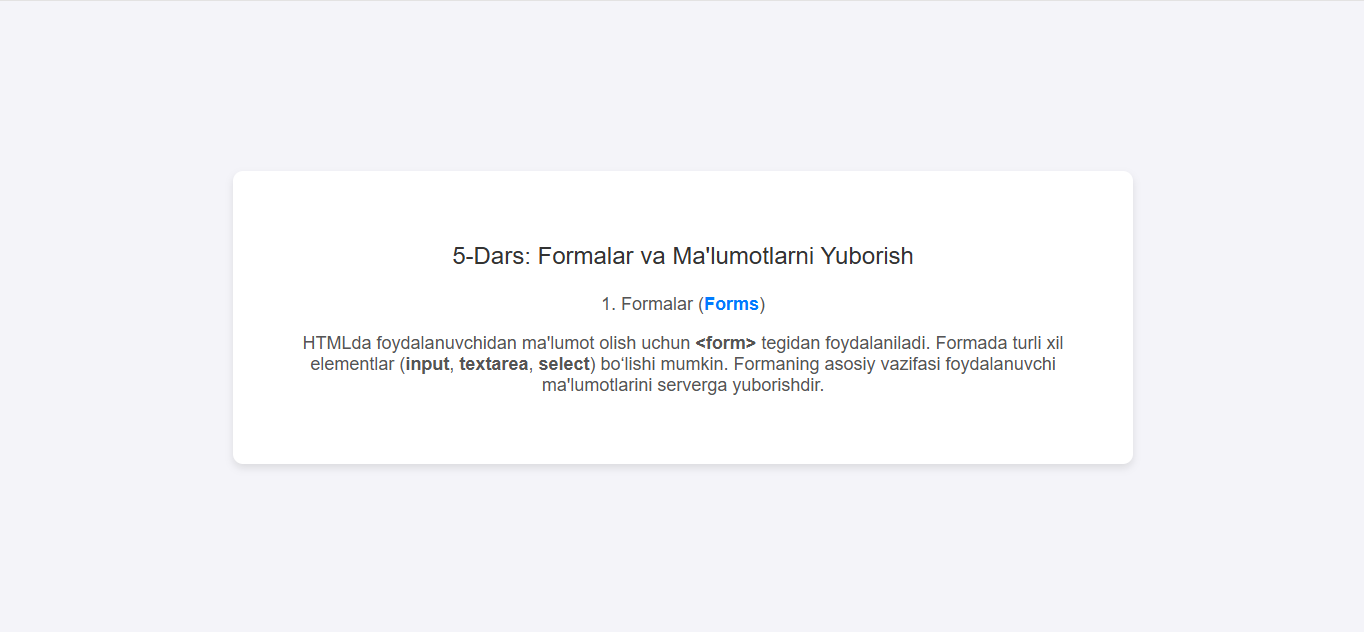 5-Dars: Formalar va Ma'lumotlarni Yuborish
1. Formalar (Forms)
HTMLda foydalanuvchidan ma'lumot olish uchun <form> tegidan foydalaniladi. Formada turli xil
elementlar (input, textarea, select) bo‘lishi mumkin. Formaning asosiy vazifasi foydalanuvchi
ma'lumotlarini serverga yuborishdir.